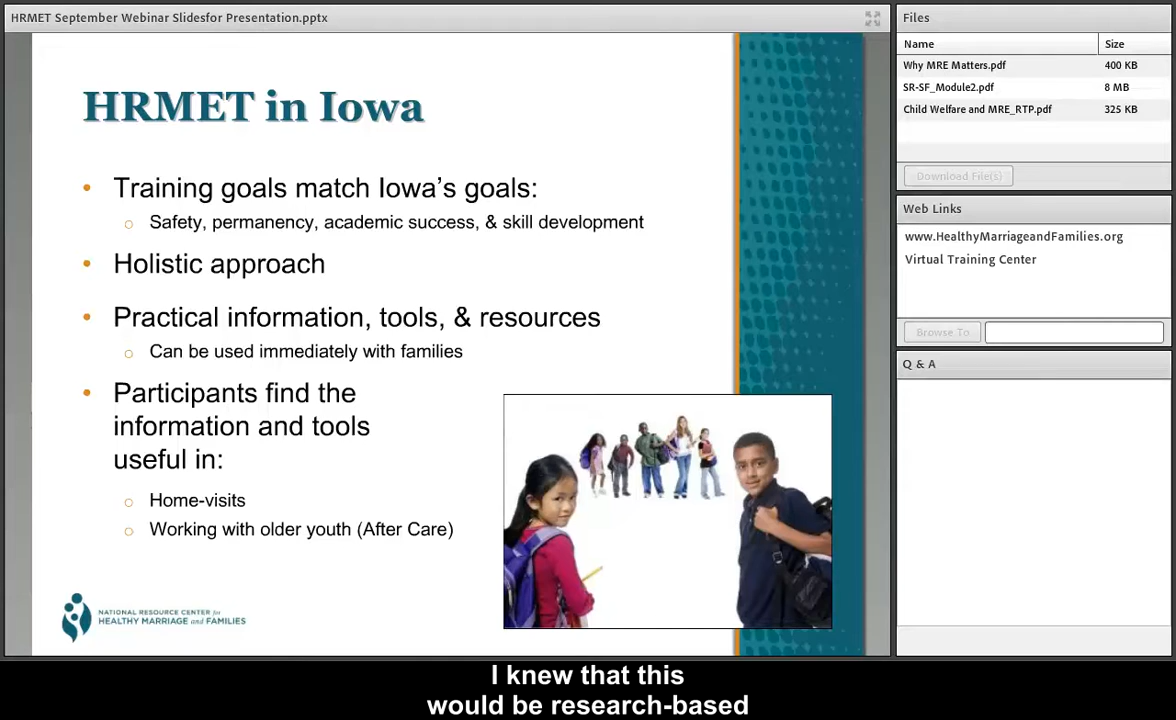 HRMET September Webinar Slidesfor Presentation.pptx
HRMET in Iowa
• Training goals match Iowa's goals:
o Safety, permanency, academic success, & skill development
• Holistic approach
• Practical information, tools, & resources
o Can be used immediately with families
• Participants find the
information and tools
useful in:
o Home-visits
o Working with older youth (After Care)
NATIONAL RESOURCE CENTER for
HEALTHY MARRIAGE and FAMILIES
Files
Name Size
Why MRE Matters.pdf 400 KB
SR-SF_Module2.pdf 8 MB
Child Welfare and MRE_RTP.pdf 325 KB
Download File(s)
Web Links
www.HealthyMarriageandFamilies.org
Virtual Training Center
Browse To
Q & A
I knew that this
would be research-based